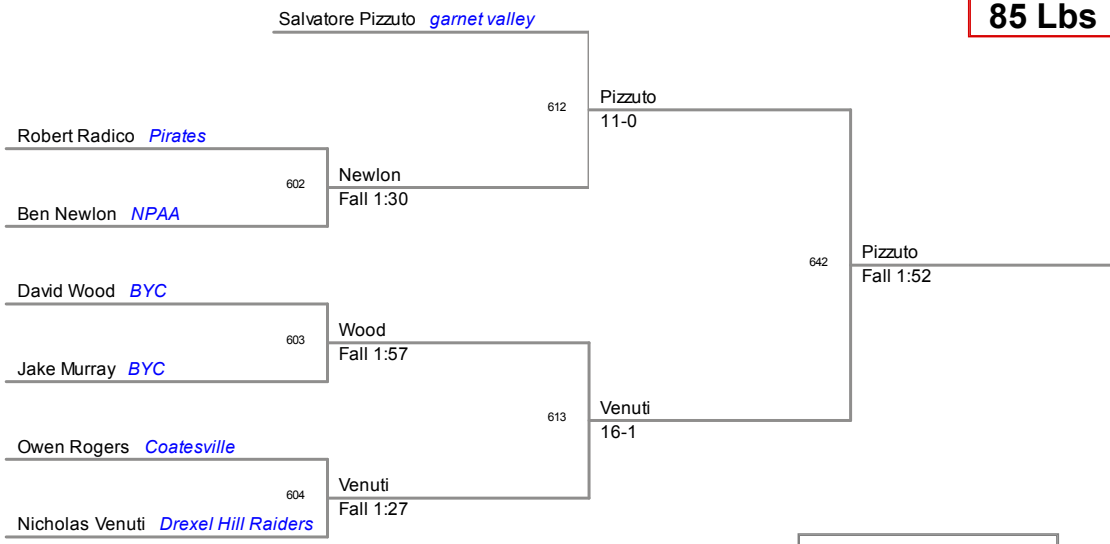 Salvatore Pizzuto garnet valley
85 Lbs
612
Pizzuto
11-0
Robert Radico Pirates
602
Newlon
Fall 1:30
Ben Newlon NPAA
642
Pizzuto
Fall 1:52
David Wood BYC
603
Wood
Fall 1:57
Jake Murray BYC
613
Venuti
16-1
Owen Rogers Coatesville
604
Venuti
Fall 1:27
Nicholas Venuti Drexel Hill Raiders